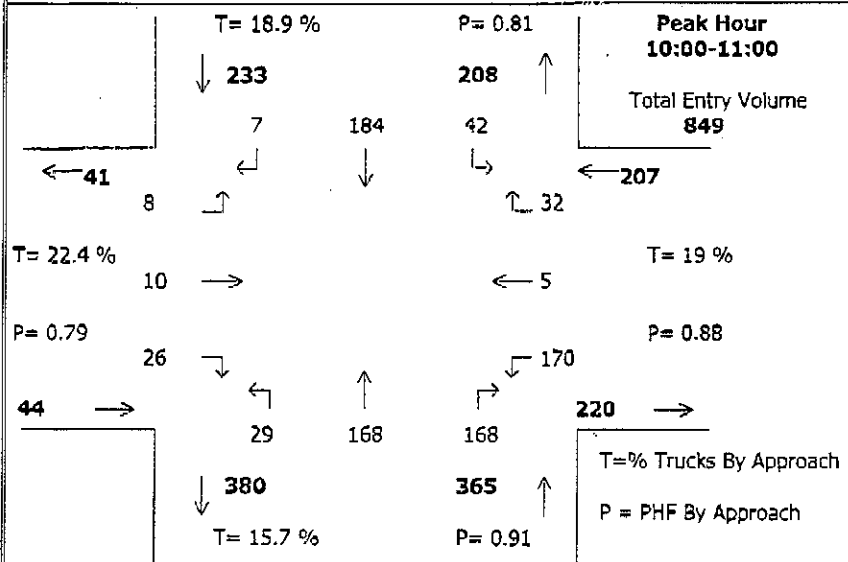 T= 18.9 % P= 0.81 Peak Hour
10:00-11:00
233 208
Total Entry Volume
7 184 42 849
41 207
8 32
T= 22.4 % T= 19 %
10 5
P= 0.79 P= 0.88
26 170
44 220
29 168 168
T=% Trucks By Approach
380 365
P = PHF By Approach
T= 15.7 % P= 0.91